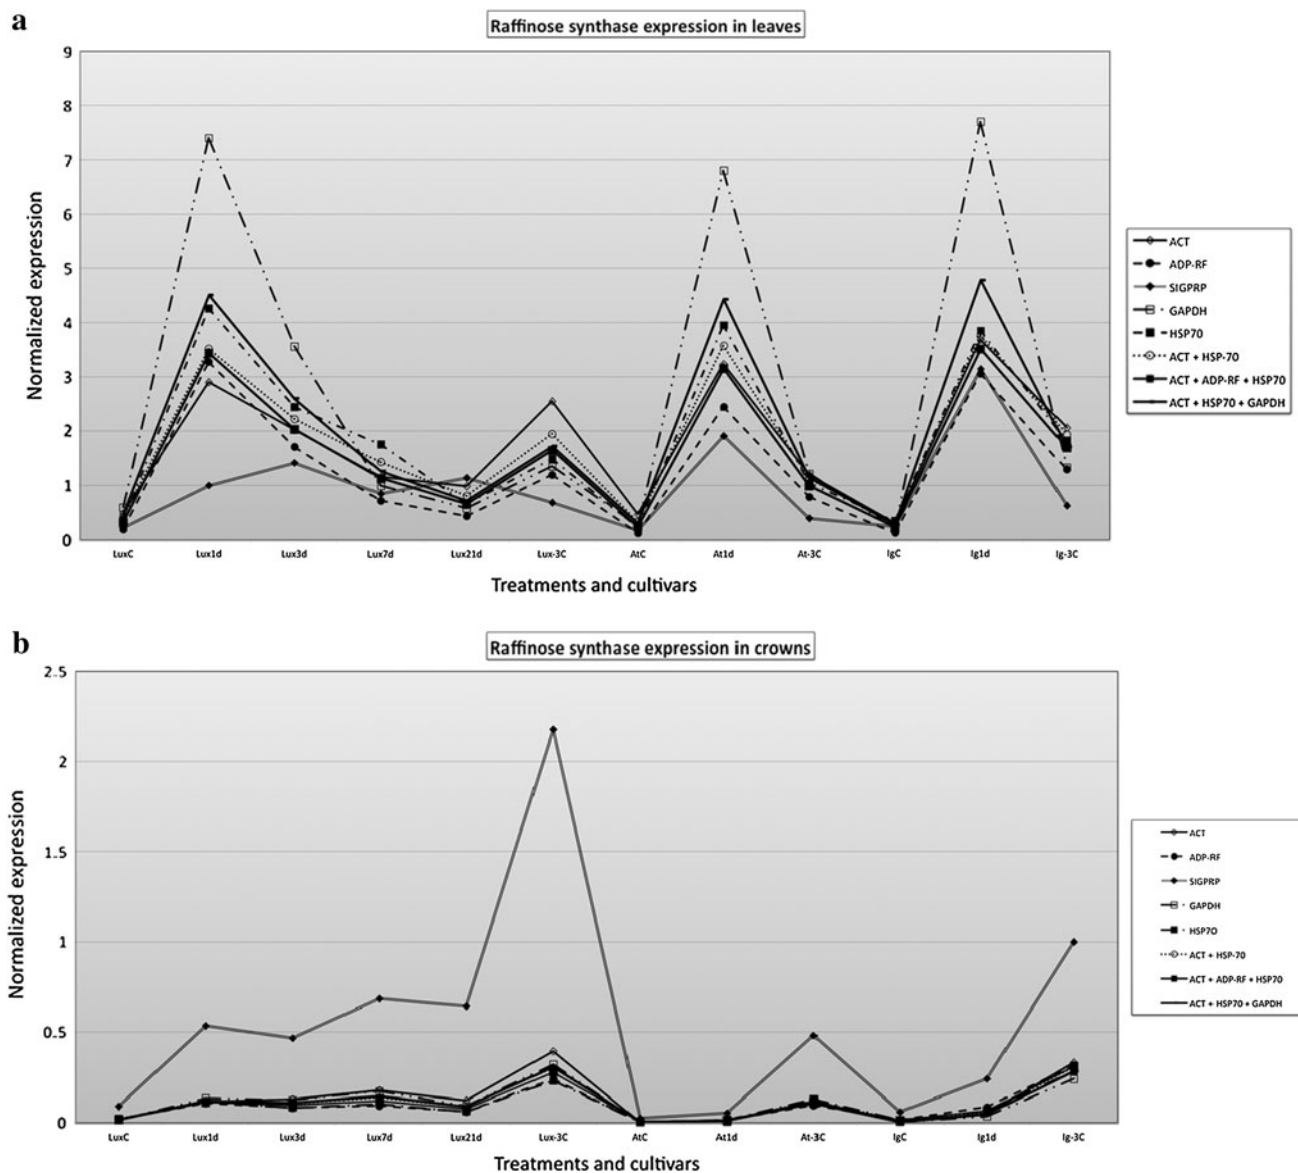 a
Raffinose synthase expression in leaves
9
8
7
6
5
4
3
2
1
0
Normalized expression
LuxC Lux1d Lux3d Lux7d Lux21d Lux-3C AtC At1d At-3C IgC Ig1d Ig-3C
Treatments and cultivars
ACT
ADP-RF
SIGPRP
GAPDH
HSP70
ACT + HSP-70
ACT + ADP-RF + HSP70
ACT + HSP70 + GAPDH
b
Raffinose synthase expression in crowns
2.5
2
1.5
1
0.5
0
Normalized expression
LuxC Lux1d Lux3d Lux7d Lux21d Lux-3C AtC At1d At-3C IgC Ig1d Ig-3C
Treatments and cultivars
ACT
ADP-RF
SIGPRP
GAPDH
HSP70
ACT + HSP-70
ACT + ADP-RF + HSP70
ACT + HSP70 + GAPDH